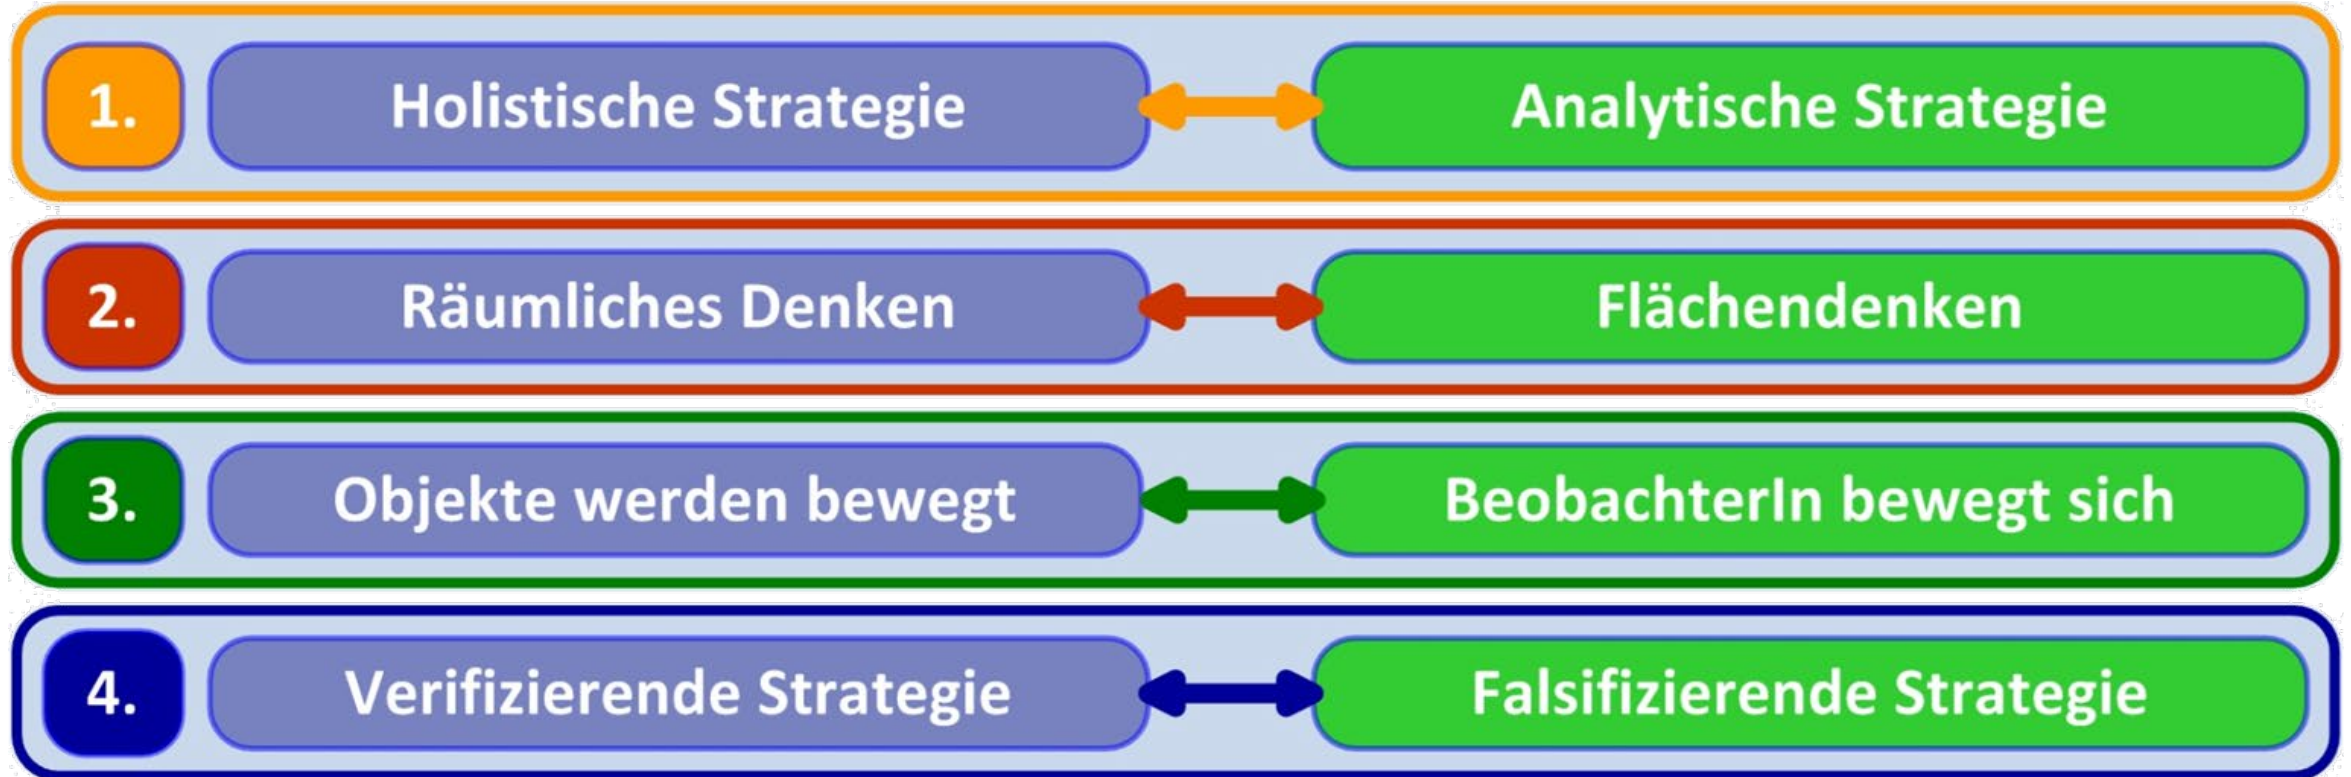 1. Holistische Strategie Analytische Strategie
2. Räumliches Denken Flächendenken
3. Objekte werden bewegt BeobachterIn bewegt sich
4. Verifizierende Strategie Falsifizierende Strategie